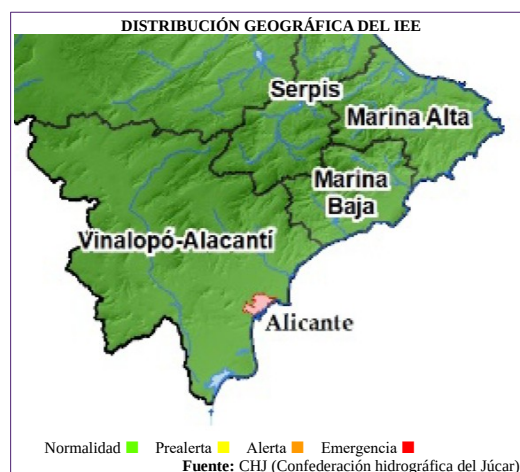 DISTRIBUCIÓN GEOGRÁFICA DEL IEE
Serpis
Marina Alta
Marina
Baja
Vinalopó-Alacantí
Alicante
Normalidad Prealerta Alerta Emergencia
Fuente: CHJ (Confederación hidrográfica del Júcar)